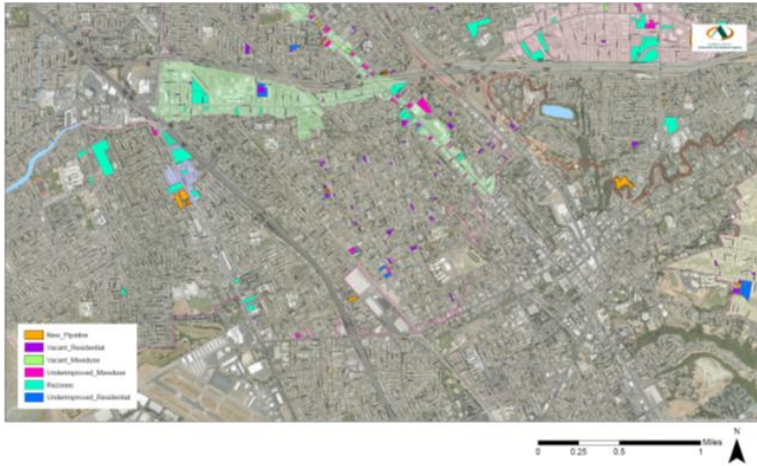 New_Pipeline
Vacant_Residential
Vacant_Mixeduse
Underimproved_Mixeduse
Rezones
Underimproved_Residential
N
Miles
0 0.25 0.5 1